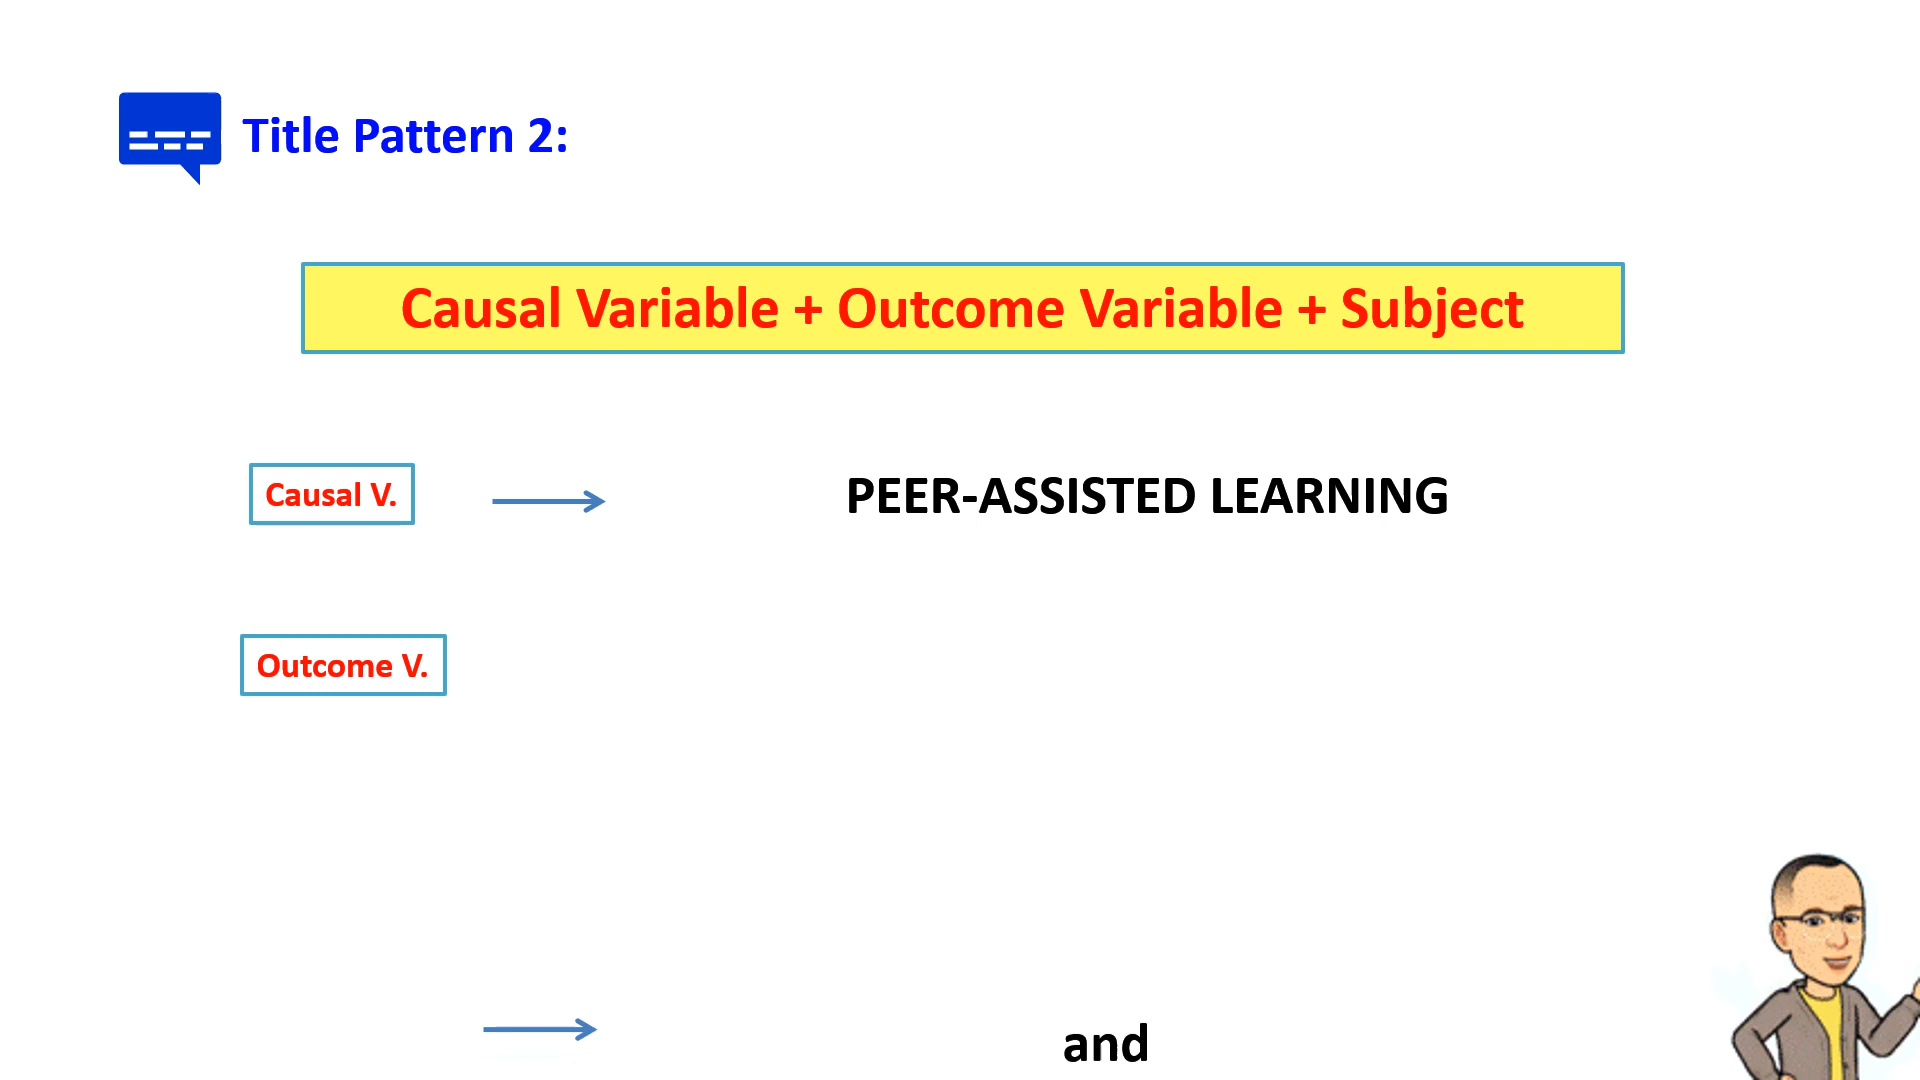 Title Pattern 2:
Causal Variable + Outcome Variable + Subject
Causal V.
PEER-ASSISTED LEARNING
Outcome V.
and